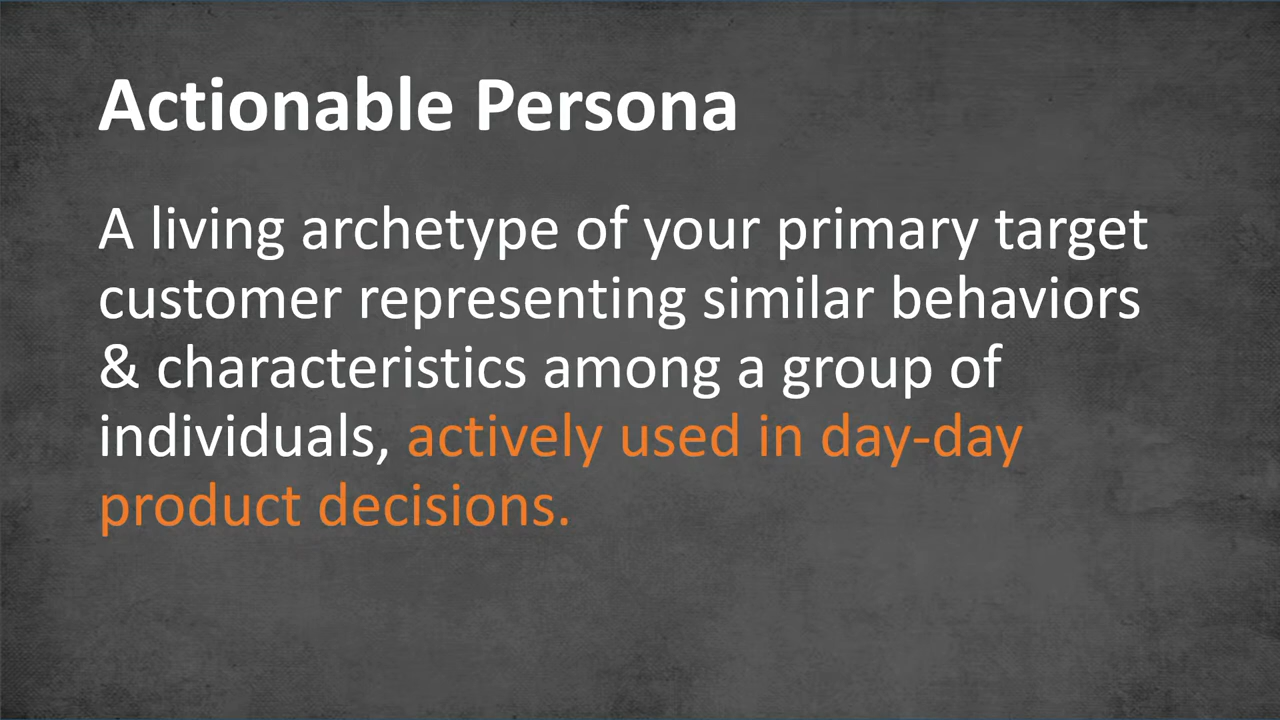 Actionable Persona
A living archetype of your primary target
customer representing similar behaviors
& characteristics among a group of
individuals, actively used in day-day
product decisions.